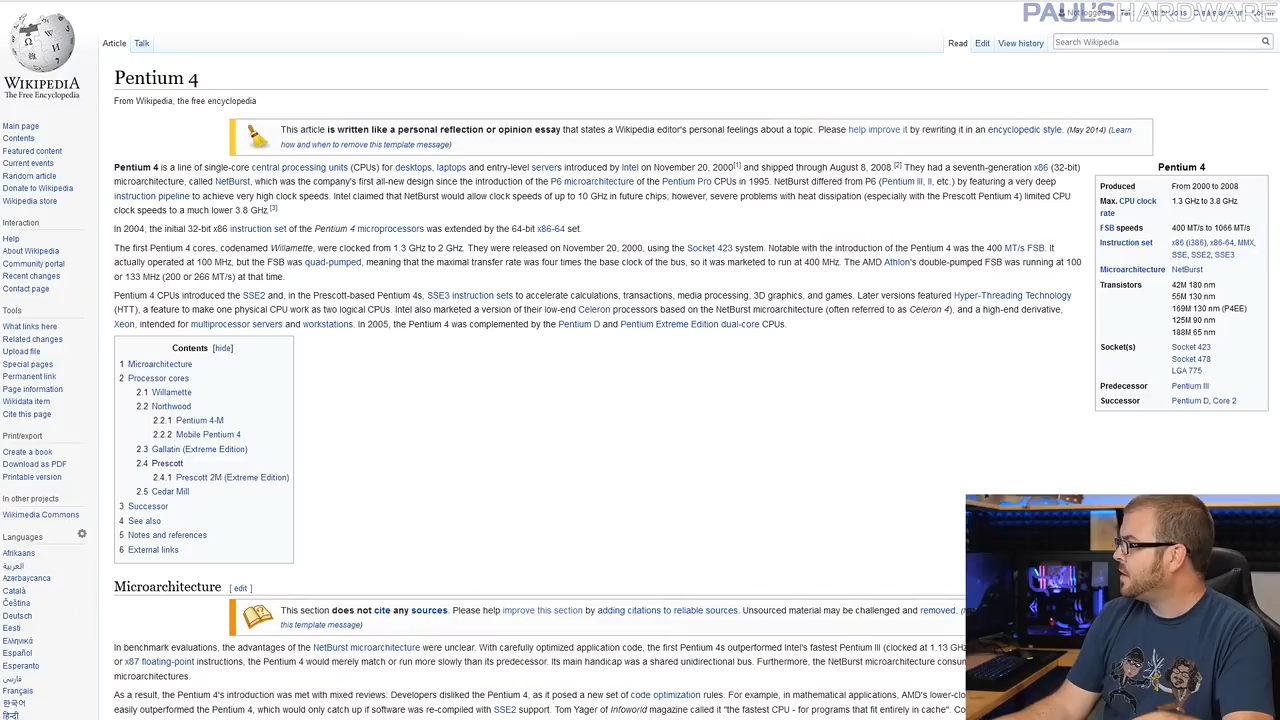 PAUL'S HARDWARE
WIKIPEDIA
The Free Encyclopedia
Main page
Contents
Featured content
Current events
Random article
Donate to Wikipedia
Wikipedia store
Interaction
Help
About Wikipedia
Community portal
Recent changes
Contact page
Tools
What links here
Related changes
Upload file
Special pages
Permanent link
Page information
Wikidata item
Cite this page
Print/export
Create a book
Download as PDF
Printable version
In other projects
Wikimedia Commons
Languages
Afrikaans
العربية
Azərbaycanca
Català
Čeština
Deutsch
Eesti
Ελληνικά
Español
Esperanto
فارسی
Français
한국어
हिन्दी
Article Talk Read Edit View history Search Wikipedia
Pentium 4
From Wikipedia, the free encyclopedia
This article is written like a personal reflection or opinion essay that states a Wikipedia editor's personal feelings about a topic. Please help improve it by rewriting it in an encyclopedic style. (May 2014) (Learn
how and when to remove this template message)
Pentium 4 is a line of single-core central processing units (CPUs) for desktops, laptops and entry-level servers introduced by Intel on November 20, 2000[1] and shipped through August 8, 2008.[2] They had a seventh-generation x86 (32-bit)
microarchitecture, called NetBurst, which was the company's first all-new design since the introduction of the P6 microarchitecture of the Pentium Pro CPUs in 1995. NetBurst differed from P6 (Pentium III, II, etc.) by featuring a very deep
instruction pipeline to achieve very high clock speeds. Intel claimed that NetBurst would allow clock speeds of up to 10 GHz in future chips; however, severe problems with heat dissipation (especially with the Prescott Pentium 4) limited CPU
clock speeds to a much lower 3.8 GHz.[3]
In 2004, the initial 32-bit x86 instruction set of the Pentium 4 microprocessors was extended by the 64-bit x86-64 set.
The first Pentium 4 cores, codenamed Willamette, were clocked from 1.3 GHz to 2 GHz. They were released on November 20, 2000, using the Socket 423 system. Notable with the introduction of the Pentium 4 was the 400 MT/s FSB. It
actually operated at 100 MHz, but the FSB was quad-pumped, meaning that the maximal transfer rate was four times the base clock of the bus, so it was marketed to run at 400 MHz. The AMD Athlon's double-pumped FSB was running at 100
or 133 MHz (200 or 266 MT/s) at that time.
Pentium 4 CPUs introduced the SSE2 and, in the Prescott-based Pentium 4s, SSE3 instruction sets to accelerate calculations, transactions, media processing, 3D graphics, and games. Later versions featured Hyper-Threading Technology
(HTT), a feature to make one physical CPU work as two logical CPUs. Intel also marketed a version of their low-end Celeron processors based on the NetBurst microarchitecture (often referred to as Celeron 4), and a high-end derivative,
Xeon, intended for multiprocessor servers and workstations. In 2005, the Pentium 4 was complemented by the Pentium D and Pentium Extreme Edition dual-core CPUs.
Pentium 4
Produced From 2000 to 2008
Max. CPU clock 1.3 GHz to 3.8 GHz
rate
FSB speeds 400 MT/s to 1066 MT/s
Instruction set x86 (i386), x86-64, MMX,
SSE, SSE2, SSE3
Microarchitecture NetBurst
Transistors 42M 180 nm
55M 130 nm
169M 130 nm (P4EE)
125M 90 nm
188M 65 nm
Socket(s) Socket 423
Socket 478
LGA 775
Predecessor Pentium III
Successor Pentium D, Core 2
Contents [hide]
1 Microarchitecture
2 Processor cores
2.1 Willamette
2.2 Northwood
2.2.1 Pentium 4-M
2.2.2 Mobile Pentium 4
2.3 Gallatin (Extreme Edition)
2.4 Prescott
2.4.1 Prescott 2M (Extreme Edition)
2.5 Cedar Mill
3 Successor
4 See also
5 Notes and references
6 External links
Microarchitecture [ edit ]
This section does not cite any sources. Please help improve this section by adding citations to reliable sources. Unsourced material may be challenged and removed.
this template message)
In benchmark evaluations, the advantages of the NetBurst microarchitecture were unclear. With carefully optimized application code, the first Pentium 4s outperformed Intel's fastest Pentium III (clocked at 1.13 GH
or x87 floating-point instructions, the Pentium 4 would merely match or run more slowly than its predecessor. Its main handicap was a shared unidirectional bus. Furthermore, the NetBurst microarchitecture consu
microarchitectures.
As a result, the Pentium 4's introduction was met with mixed reviews: Developers disliked the Pentium 4, as it posed a new set of code optimization rules. For example, in mathematical applications, AMD's lower-clo
easily outperformed the Pentium 4, which would only catch up if software was re-compiled with SSE2 support. Tom Yager of Infoworld magazine called it "the fastest CPU - for programs that fit entirely in cache". Co